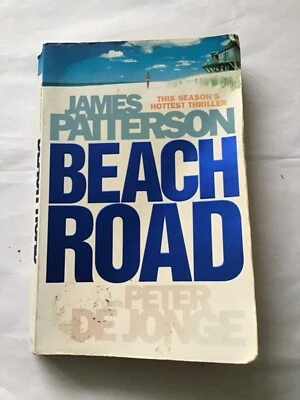 JAMES
THIS SEASON'S
HOTTEST THRILLER
PATTERSON
BEACH
ROAD
PETER
DE JONGE